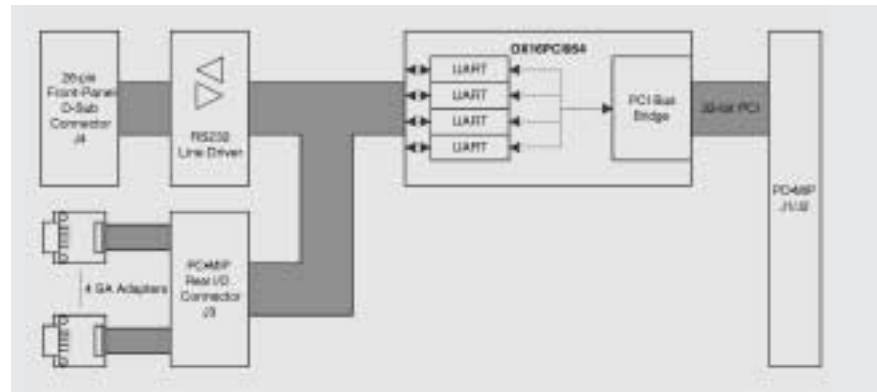 26-pin
Front-Panel
D-Sub
Connector
J4
RS232
Line Driver
OX16PCI954
UART
UART
UART
UART
PCI Bus
Bridge
32-bit PCI
PC•MIP
J1/J2
4 SA Adapters
PC•MIP
Rear I/O
Connector
J3